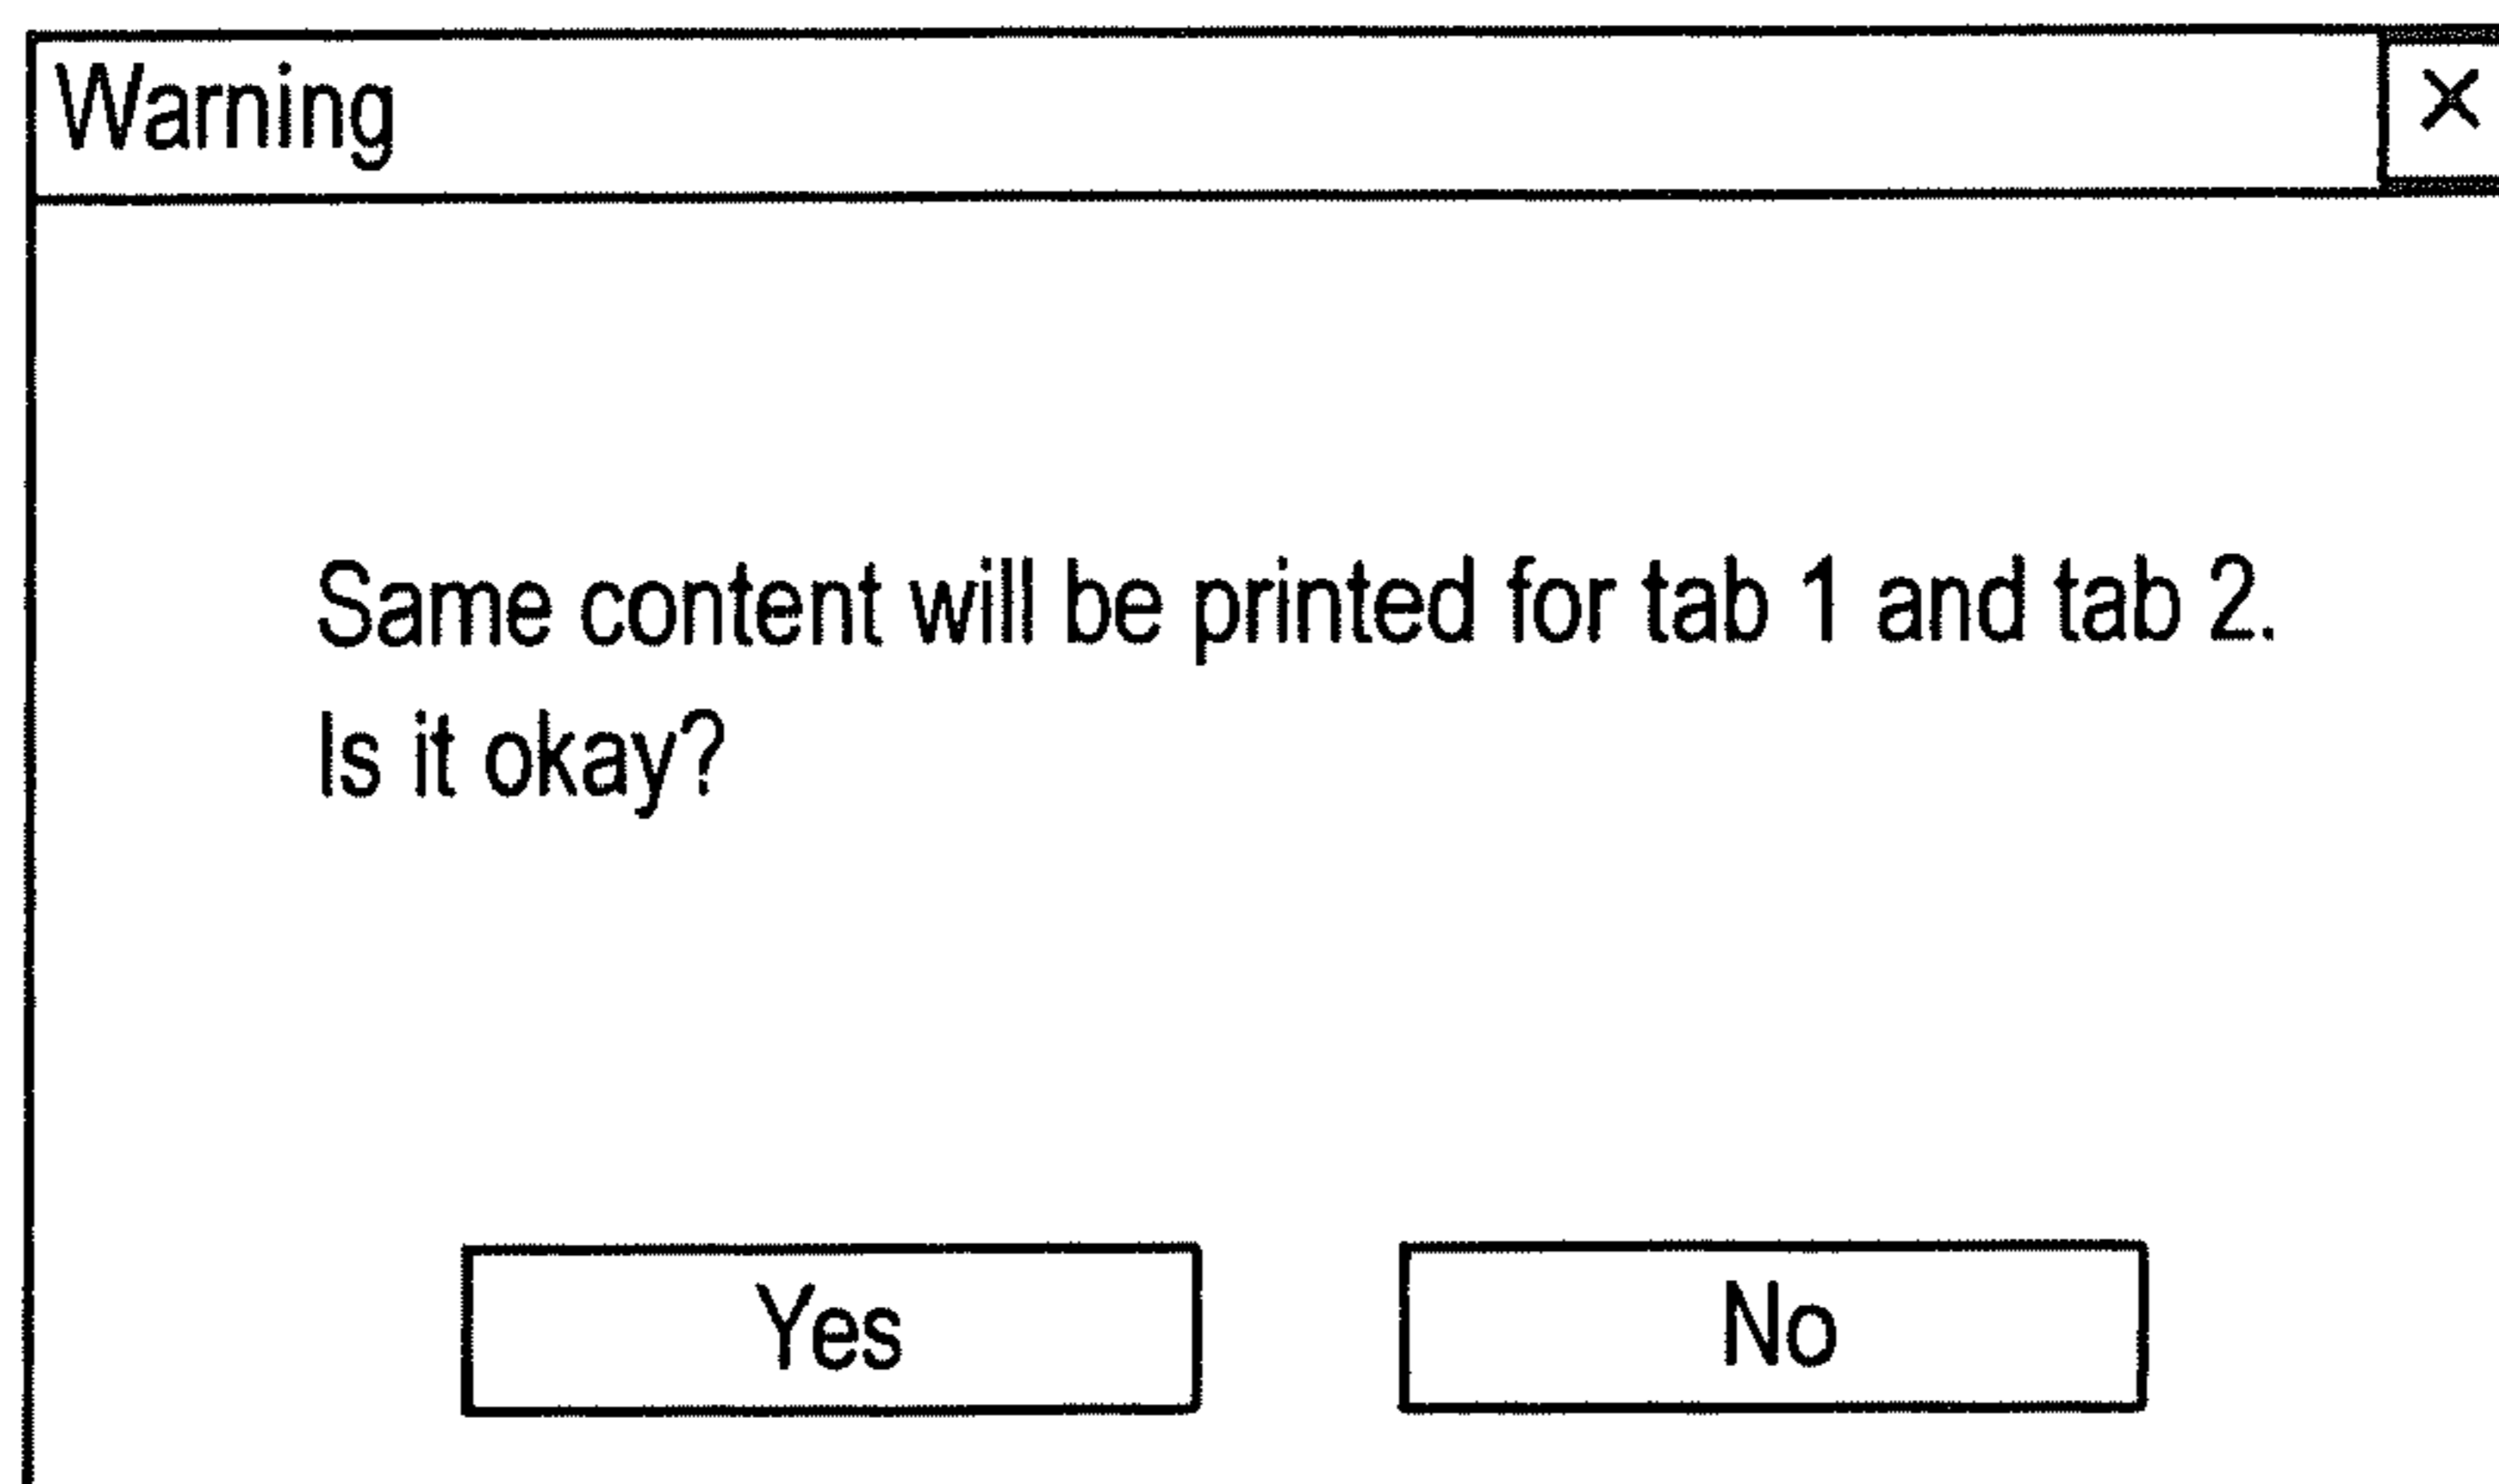 Warning
×
Same content will be printed for tab 1 and tab 2.
Is it okay?
Yes
No